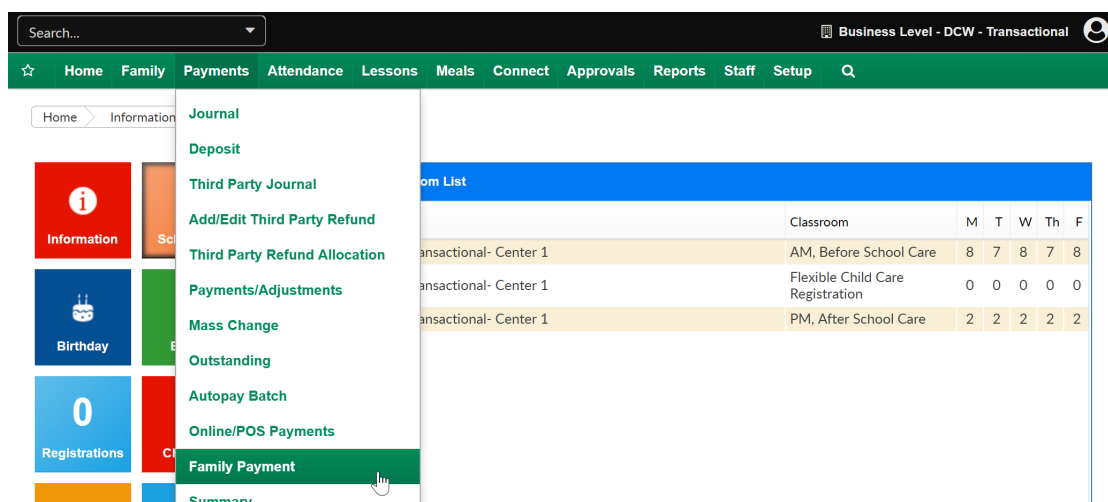 Search...
Business Level - DCW - Transactional
Home Family Payments Attendance Lessons Meals Connect Approvals Reports Staff Setup
Home Information
Journal
Deposit
Third Party Journal
Add/Edit Third Party Refund
Third Party Refund Allocation
Payments/Adjustments
Mass Change
Outstanding
Autopay Batch
Online/POS Payments
Family Payment
Summary
Information
Birthday
0
Registrations
List
Classroom M T W Th F
Center 1 AM, Before School Care 8 7 8 7 8
Center 1 Flexible Child Care
Registration 0 0 0 0 0
Center 1 PM, After School Care 2 2 2 2 2